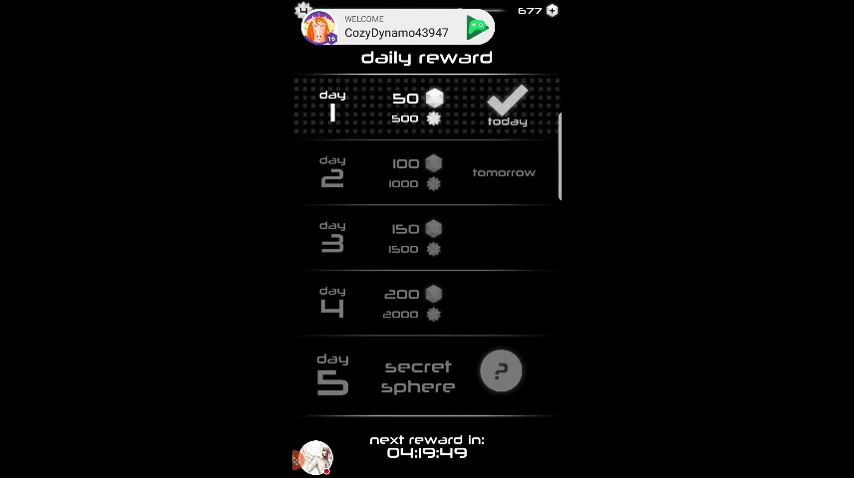 4
677
WELCOME
CozyDynamo43947
16
daily reward
day
1
50
500
today
day
2
100
1000
tomorrow
day
3
150
1500
day
4
200
2000
day
5
secret
sphere
?
next reward in:
04:19:49